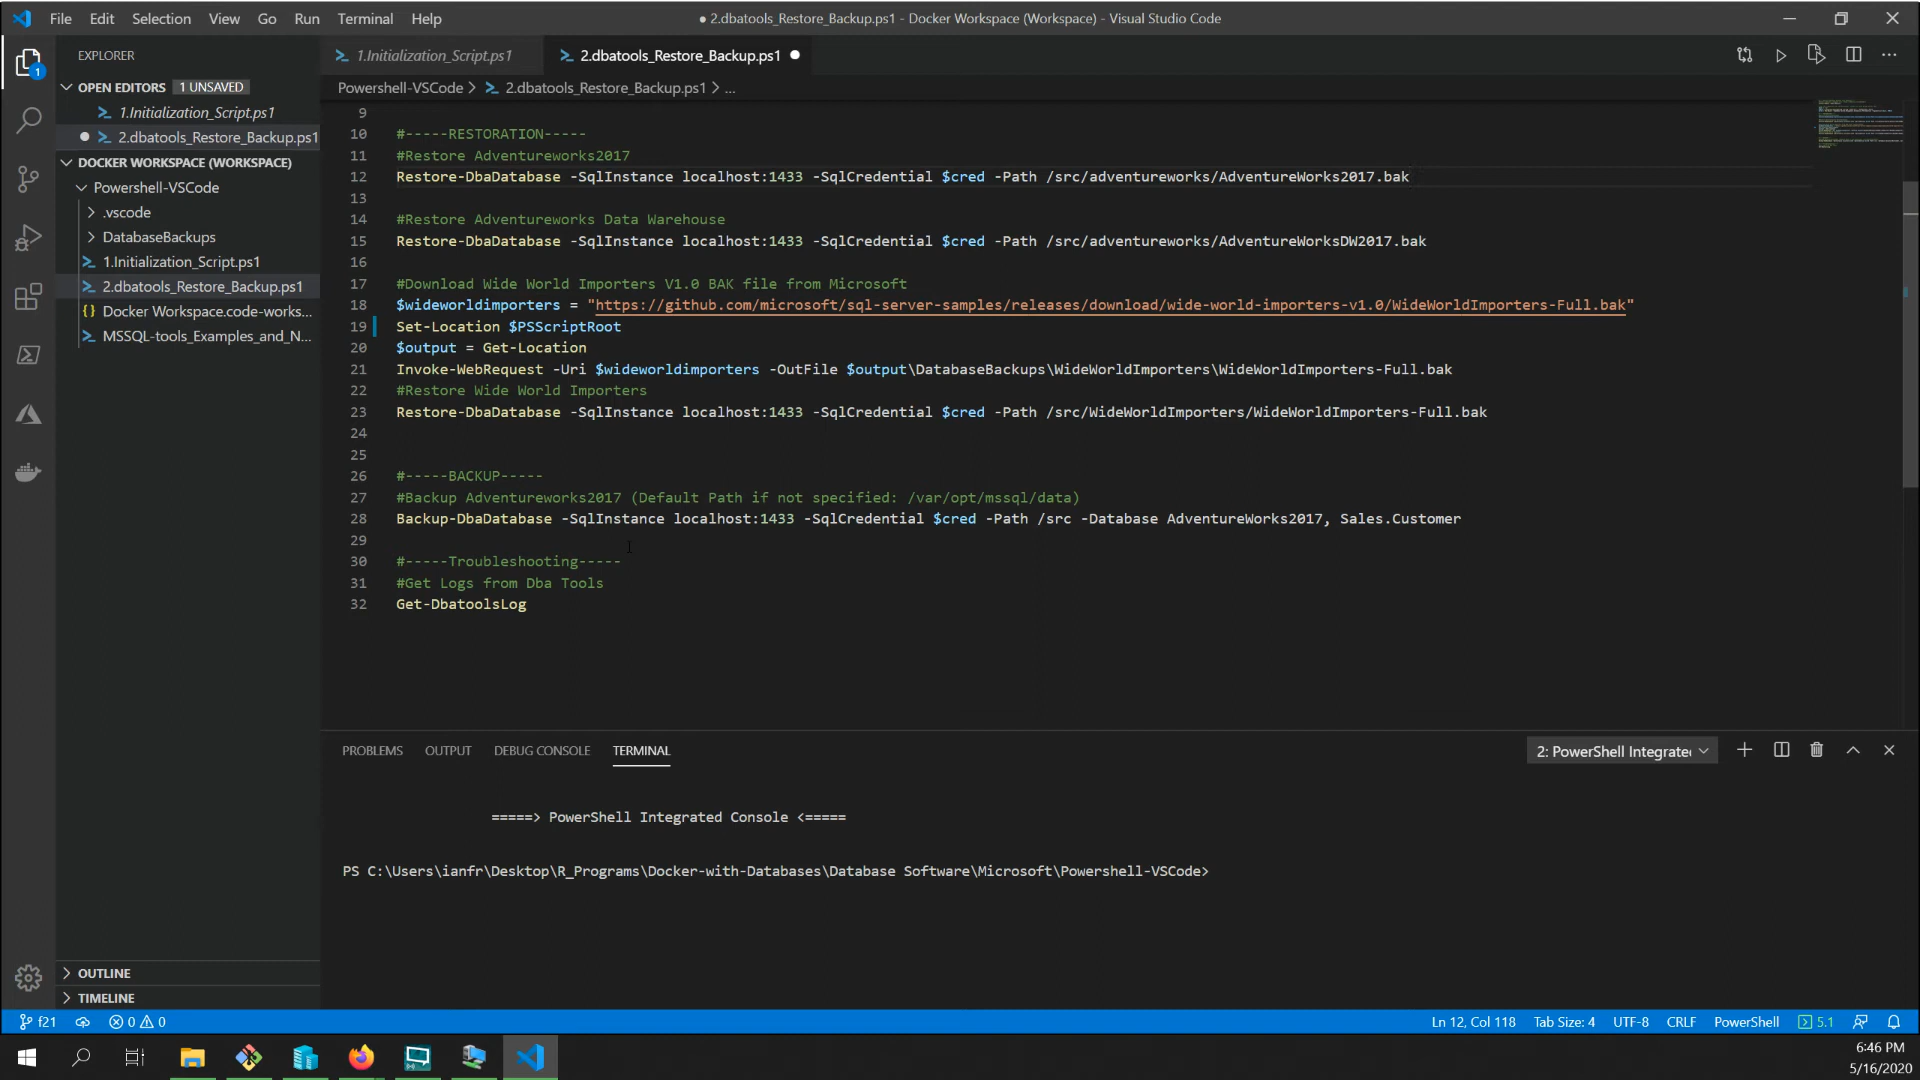 File Edit Selection View Go Run Terminal Help
● 2.dbatools_Restore_Backup.ps1 - Docker Workspace (Workspace) - Visual Studio Code
EXPLORER
OPEN EDITORS 1 UNSAVED
1.Initialization_Script.ps1
2.dbatools_Restore_Backup.ps1
DOCKER WORKSPACE (WORKSPACE)
Powershell-VSCode
.vscode
DatabaseBackups
1.Initialization_Script.ps1
2.dbatools_Restore_Backup.ps1
{} Docker Workspace.code-works...
MSSQL-tools_Examples_and_N...
OUTLINE
TIMELINE
1
1.Initialization_Script.ps1 2.dbatools_Restore_Backup.ps1
Powershell-VSCode > 2.dbatools_Restore_Backup.ps1 > ...
9
10 #-----RESTORATION-----
11 #Restore Adventureworks2017
12 Restore-DbaDatabase -SqlInstance localhost:1433 -SqlCredential $cred -Path /src/adventureworks/AdventureWorks2017.bak
13
14 #Restore Adventureworks Data Warehouse
15 Restore-DbaDatabase -SqlInstance localhost:1433 -SqlCredential $cred -Path /src/adventureworks/AdventureWorksDW2017.bak
16
17 #Download Wide World Importers V1.0 BAK file from Microsoft
18 $wideworldimporters = "https://github.com/microsoft/sql-server-samples/releases/download/wide-world-importers-v1.0/WideWorldImporters-Full.bak"
19 Set-Location $PSScriptRoot
20 $output = Get-Location
21 Invoke-WebRequest -Uri $wideworldimporters -OutFile $output\DatabaseBackups\WideWorldImporters\WideWorldImporters-Full.bak
22 #Restore Wide World Importers
23 Restore-DbaDatabase -SqlInstance localhost:1433 -SqlCredential $cred -Path /src/WideWorldImporters/WideWorldImporters-Full.bak
24
25
26 #-----BACKUP-----
27 #Backup Adventureworks2017 (Default Path if not specified: /var/opt/mssql/data)
28 Backup-DbaDatabase -SqlInstance localhost:1433 -SqlCredential $cred -Path /src -Database AdventureWorks2017, Sales.Customer
29
30 #-----Troubleshooting-----
31 #Get Logs from Dba Tools
32 Get-DbatoolsLog
PROBLEMS OUTPUT DEBUG CONSOLE TERMINAL
2: PowerShell Integrate
=====> PowerShell Integrated Console <=====
PS C:\Users\ianfr\Desktop\R_Programs\Docker-with-Databases\Database Software\Microsoft\Powershell-VSCode>
f21 0 0
Ln 12, Col 118 Tab Size: 4 UTF-8 CRLF PowerShell 5.1
6:46 PM
5/16/2020